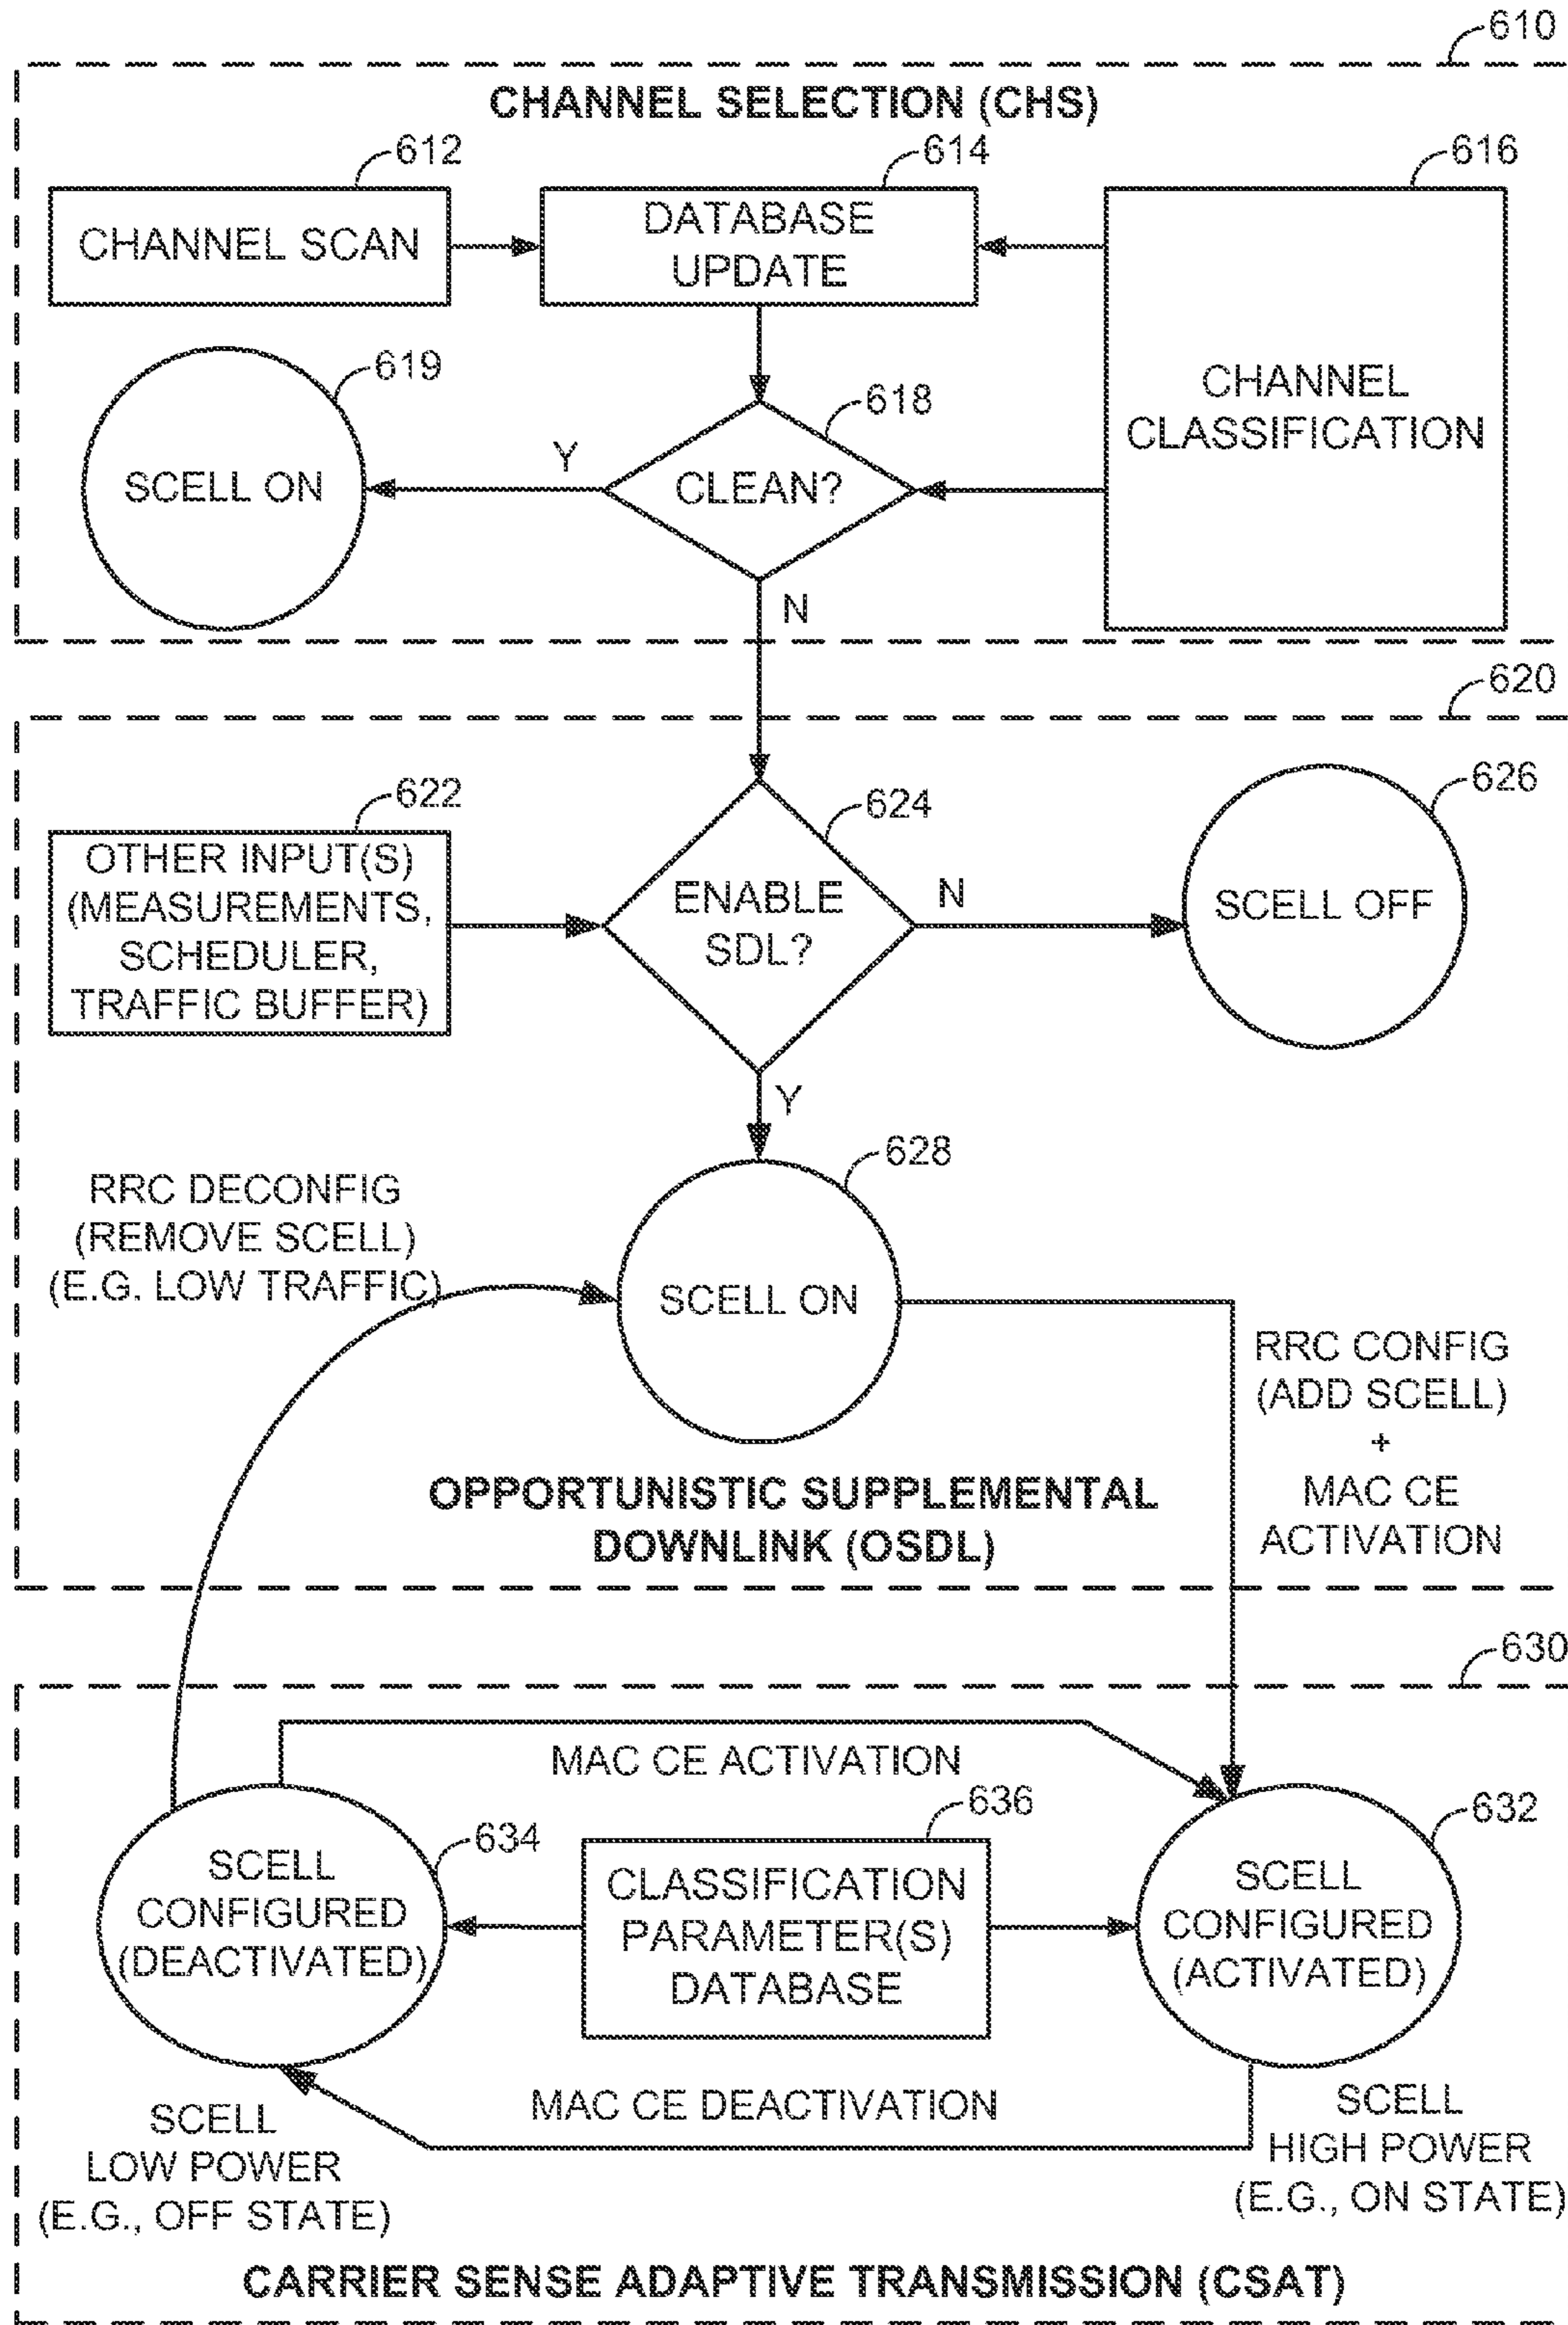 610
CHANNEL SELECTION (CHS)
612
614
616
CHANNEL SCAN
DATABASE
UPDATE
CHANNEL
CLASSIFICATION
619
618
SCELL ON
Y
CLEAN?
N
620
622
624
626
OTHER INPUT(S)
(MEASUREMENTS,
SCHEDULER,
TRAFFIC BUFFER)
ENABLE
SDL?
N
SCELL OFF
Y
628
RRC DECONFIG
(REMOVE SCELL)
(E.G. LOW TRAFFIC)
SCELL ON
RRC CONFIG
(ADD SCELL)
+
MAC CE
ACTIVATION
OPPORTUNISTIC SUPPLEMENTAL
DOWNLINK (OSDL)
630
MAC CE ACTIVATION
634
636
632
SCELL
CONFIGURED
(DEACTIVATED)
CLASSIFICATION
PARAMETER(S)
DATABASE
SCELL
CONFIGURED
(ACTIVATED)
MAC CE DEACTIVATION
SCELL
LOW POWER
(E.G., OFF STATE)
SCELL
HIGH POWER
(E.G., ON STATE)
CARRIER SENSE ADAPTIVE TRANSMISSION (CSAT)